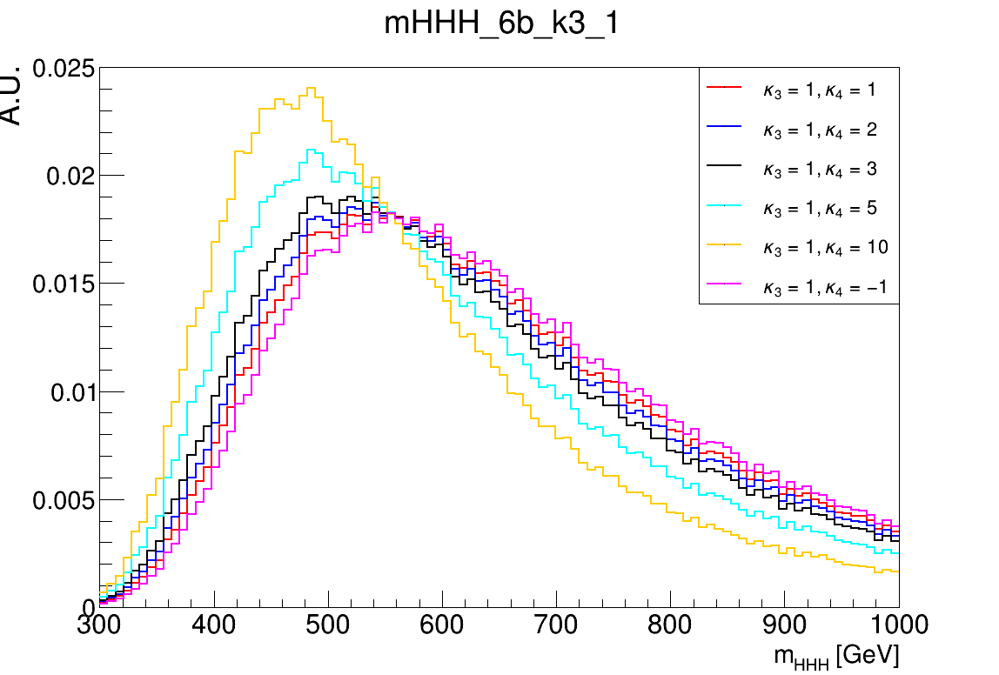 mHHH_6b_k3_1
A.U.
0.025
0.02
0.015
0.01
0.005
0
300 400 500 600 700 800 900 1000
m_HHH [GeV]
κ₃ = 1, κ₄ = 1
κ₃ = 1, κ₄ = 2
κ₃ = 1, κ₄ = 3
κ₃ = 1, κ₄ = 5
κ₃ = 1, κ₄ = 10
κ₃ = 1, κ₄ = −1